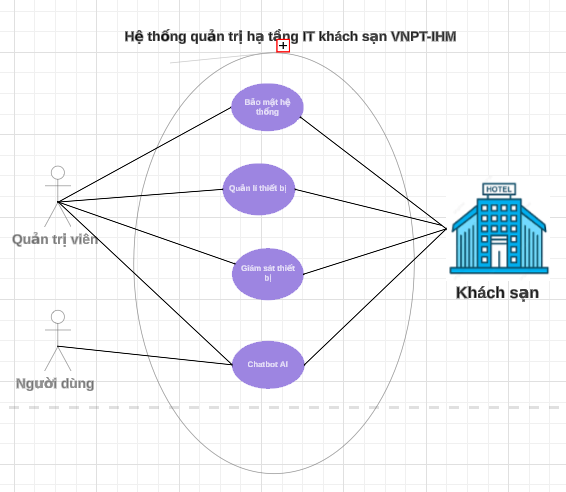 Hệ thống quản trị hạ tầng IT khách sạn VNPT-IHM
Bảo mật hệ
thống
Quản lí thiết bị
HOTEL
Quản trị viên
Giám sát thiết
bị
Khách sạn
Chatbot AI
Người dùng